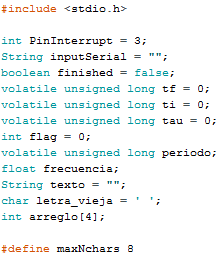 #include <stdio.h>
int PinInterrupt = 3;
String inputSerial = "";
boolean finished = false;
volatile unsigned long tf = 0;
volatile unsigned long ti = 0;
volatile unsigned long tau = 0;
int flag = 0;
volatile unsigned long periodo;
float frecuencia;
String texto = "";
char letra_vieja = ' ';
int arreglo[4];
#define maxNchars 8